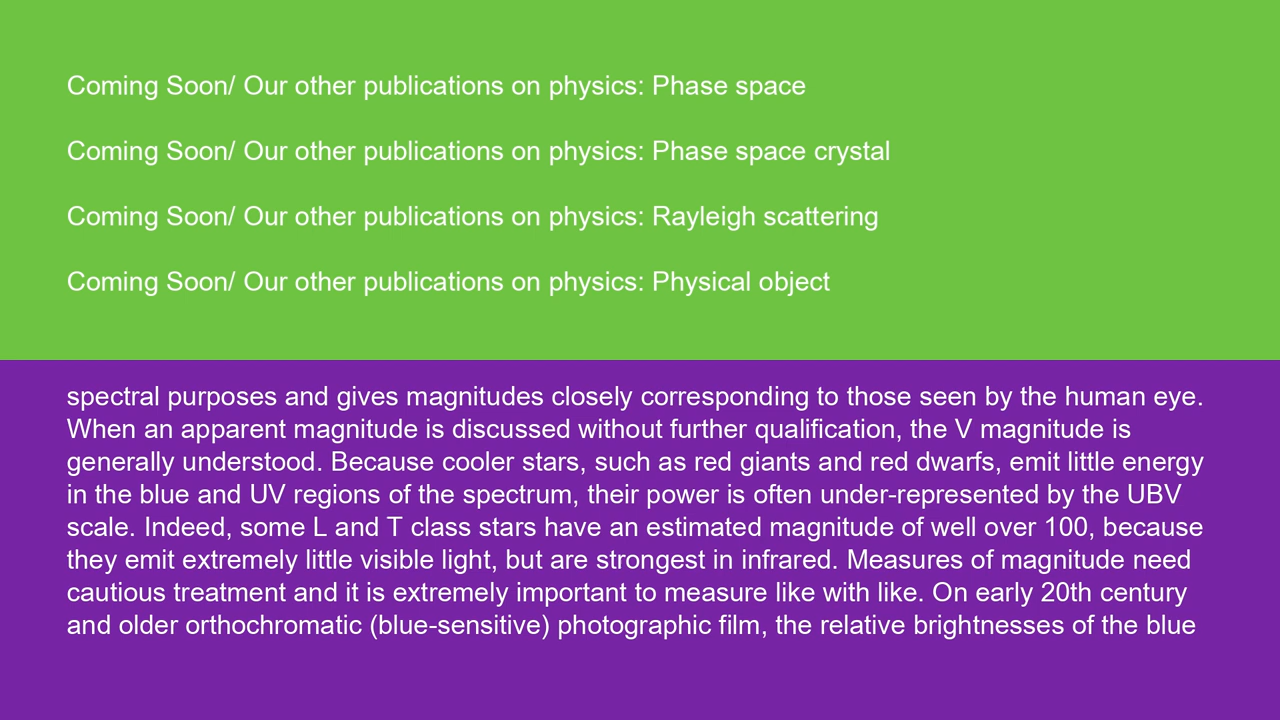 Coming Soon/ Our other publications on physics: Phase space
Coming Soon/ Our other publications on physics: Phase space crystal
Coming Soon/ Our other publications on physics: Rayleigh scattering
Coming Soon/ Our other publications on physics: Physical object
spectral purposes and gives magnitudes closely corresponding to those seen by the human eye.
When an apparent magnitude is discussed without further qualification, the V magnitude is
generally understood. Because cooler stars, such as red giants and red dwarfs, emit little energy
in the blue and UV regions of the spectrum, their power is often under-represented by the UBV
scale. Indeed, some L and T class stars have an estimated magnitude of well over 100, because
they emit extremely little visible light, but are strongest in infrared. Measures of magnitude need
cautious treatment and it is extremely important to measure like with like. On early 20th century
and older orthochromatic (blue-sensitive) photographic film, the relative brightnesses of the blue